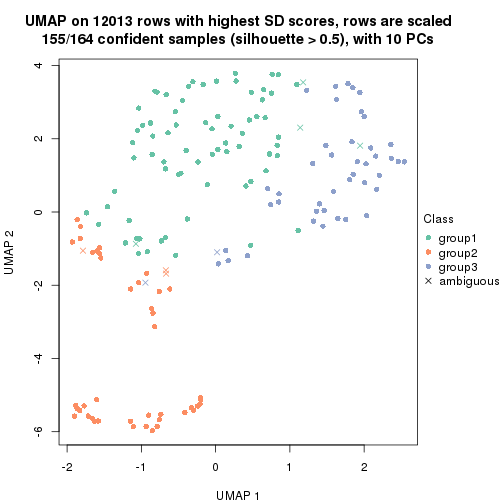 UMAP on 12013 rows with highest SD scores, rows are scaled
155/164 confident samples (silhouette > 0.5), with 10 PCs
4
2
0
-2
-4
-6
UMAP 2
-2
-1
0
1
2
UMAP 1
Class
group1
group2
group3
ambiguous